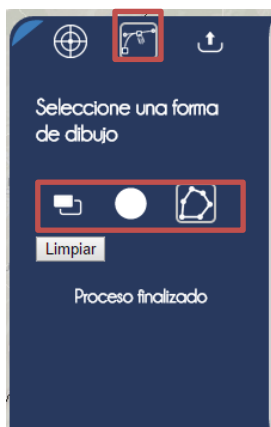 Seleccione una forma
de dibujo
Limpiar
Proceso finalizado